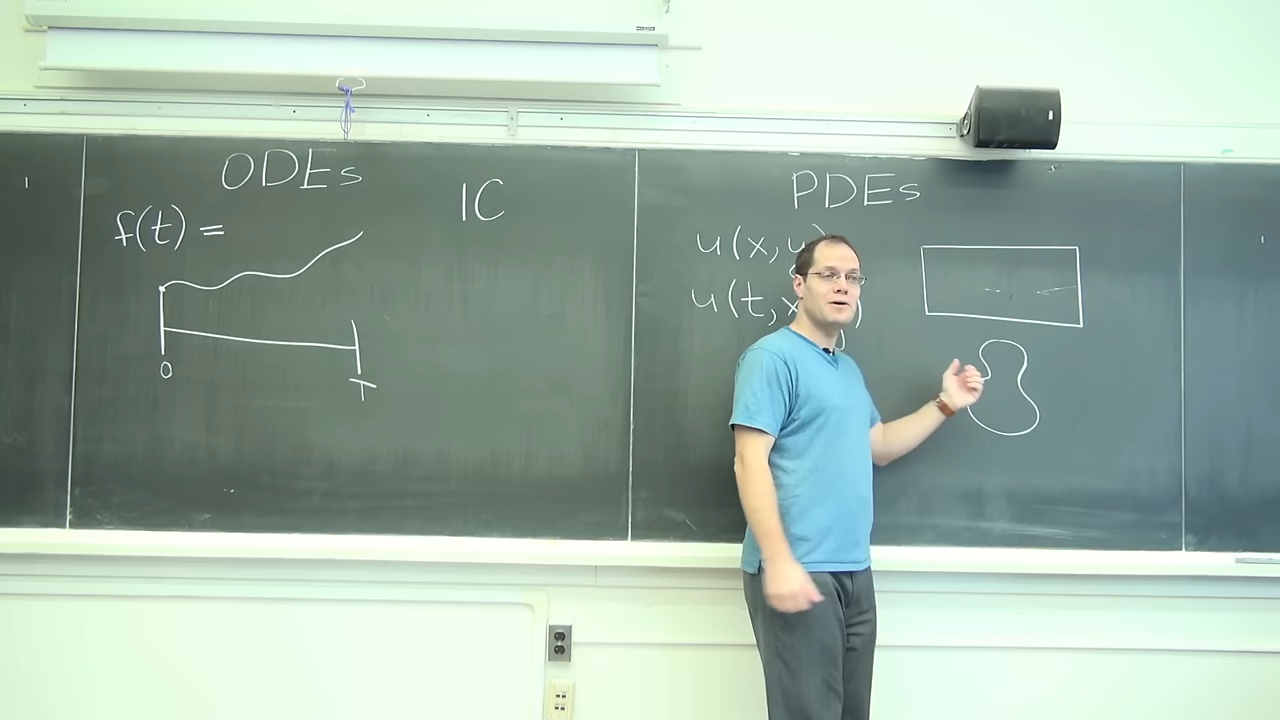 ODEs
IC
f(t) =
0
T
PDEs
u(x,y)
u(t,x